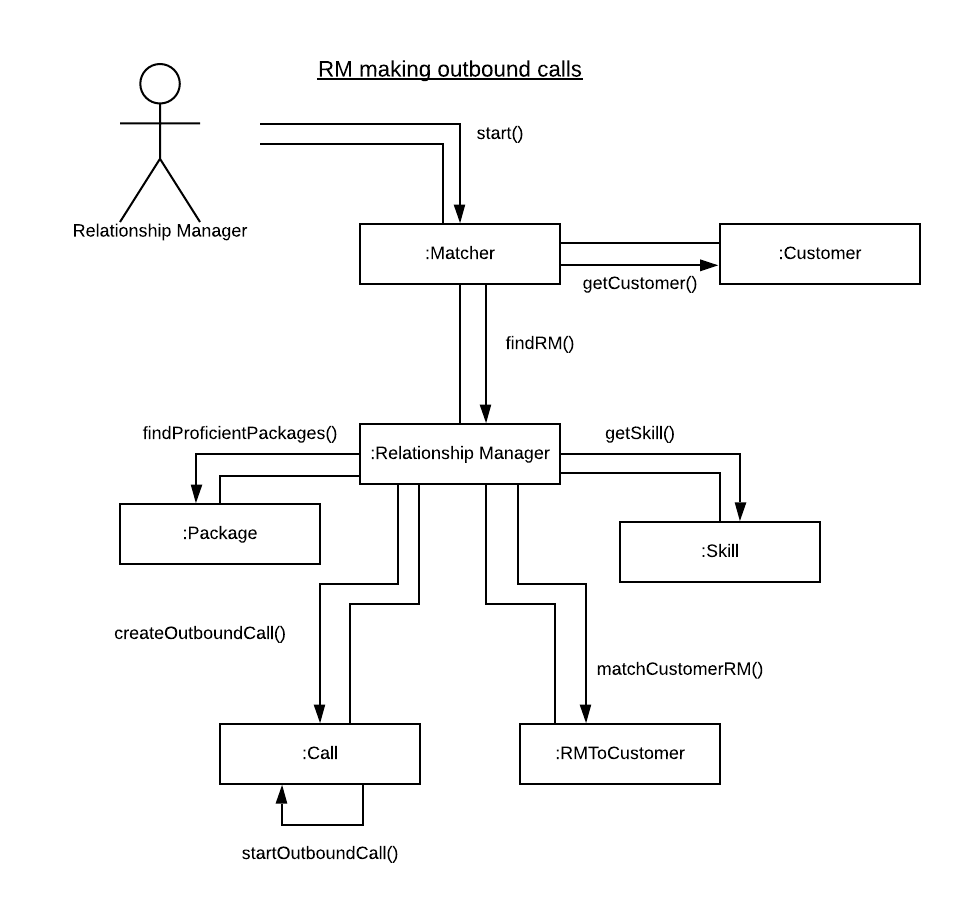 RM making outbound calls
start()
Relationship Manager
:Matcher
:Customer
getCustomer()
findRM()
findProficientPackages()
getSkill()
:Relationship Manager
:Package
:Skill
createOutboundCall()
matchCustomerRM()
:Call
:RMToCustomer
startOutboundCall()